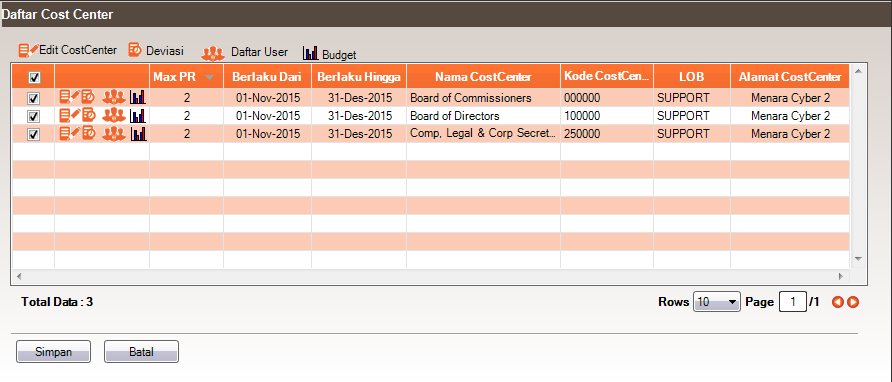 Daftar Cost Center
Edit CostCenter Deviasi Daftar User Budget
Max PR Berlaku Dari Berlaku Hingga Nama CostCenter Kode CostCen... LOB Alamat CostCenter
2 01-Nov-2015 31-Des-2015 Board of Commissioners 000000 SUPPORT Menara Cyber 2
2 01-Nov-2015 31-Des-2015 Board of Directors 100000 SUPPORT Menara Cyber 2
2 01-Nov-2015 31-Des-2015 Comp, Legal & Corp Secret... 250000 SUPPORT Menara Cyber 2
Total Data : 3 Rows 10 Page 1 /1
Simpan Batal